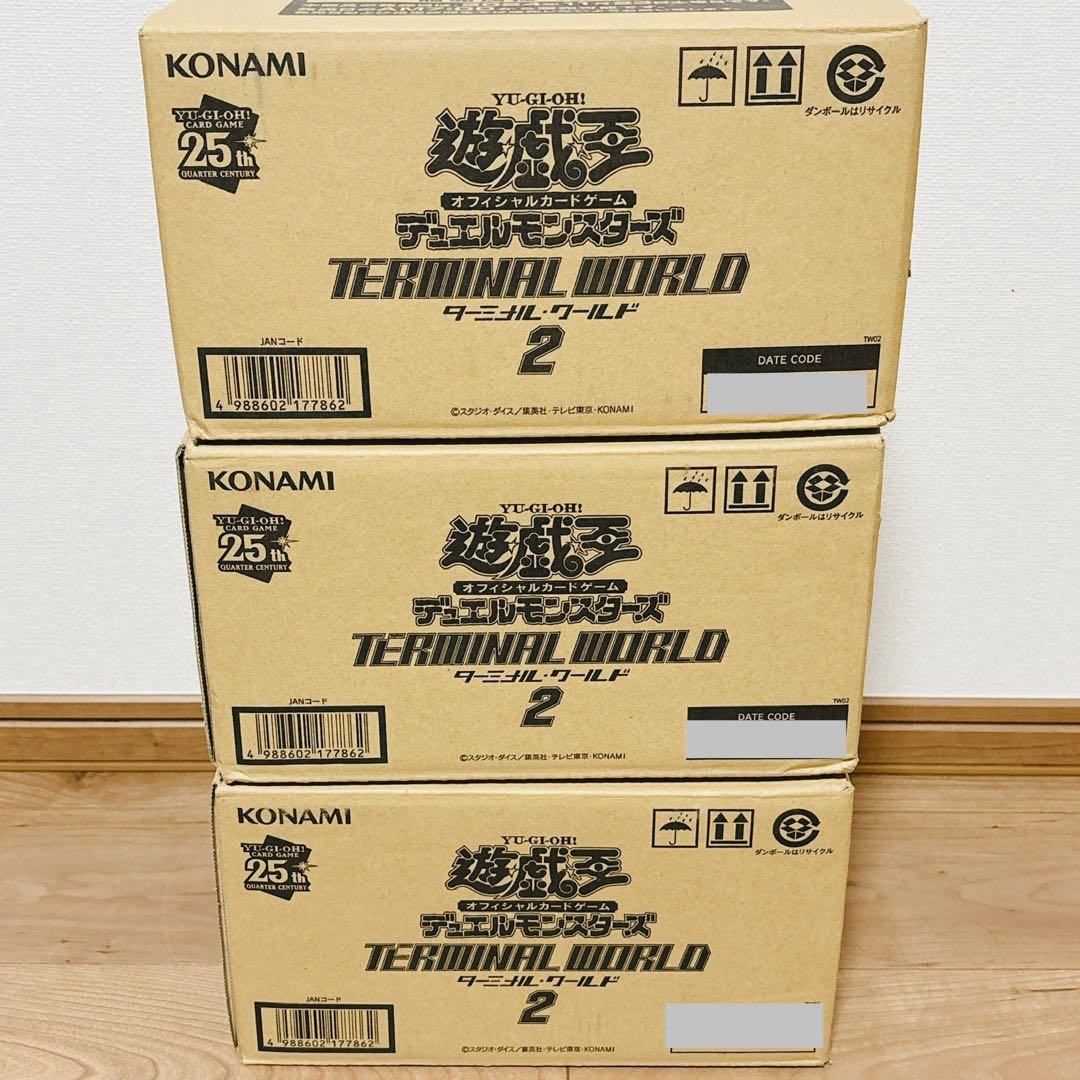 KONAMI
YU-GI-OH!
CARD GAME
25th
QUARTER CENTURY
YU-GI-OH!
遊戯王
オフィシャルカードゲーム
デュエルモンスターズ
TERMINAL WORLD
ターミナル・ワールド
2
ダンボールはリサイクル
JANコード
4 988602 177862
TW02
DATE CODE
©スタジオ・ダイス/集英社・テレビ東京・KONAMI
KONAMI
YU-GI-OH!
CARD GAME
25th
QUARTER CENTURY
YU-GI-OH!
遊戯王
オフィシャルカードゲーム
デュエルモンスターズ
TERMINAL WORLD
ターミナル・ワールド
2
ダンボールはリサイクル
JANコード
4 988602 177862
TW02
DATE CODE
©スタジオ・ダイス/集英社・テレビ東京・KONAMI
KONAMI
YU-GI-OH!
CARD GAME
25th
QUARTER CENTURY
YU-GI-OH!
遊戯王
オフィシャルカードゲーム
デュエルモンスターズ
TERMINAL WORLD
ターミナル・ワールド
2
ダンボールはリサイクル
JANコード
4 988602 177862
©スタジオ・ダイス/集英社・テレビ東京・KONAMI